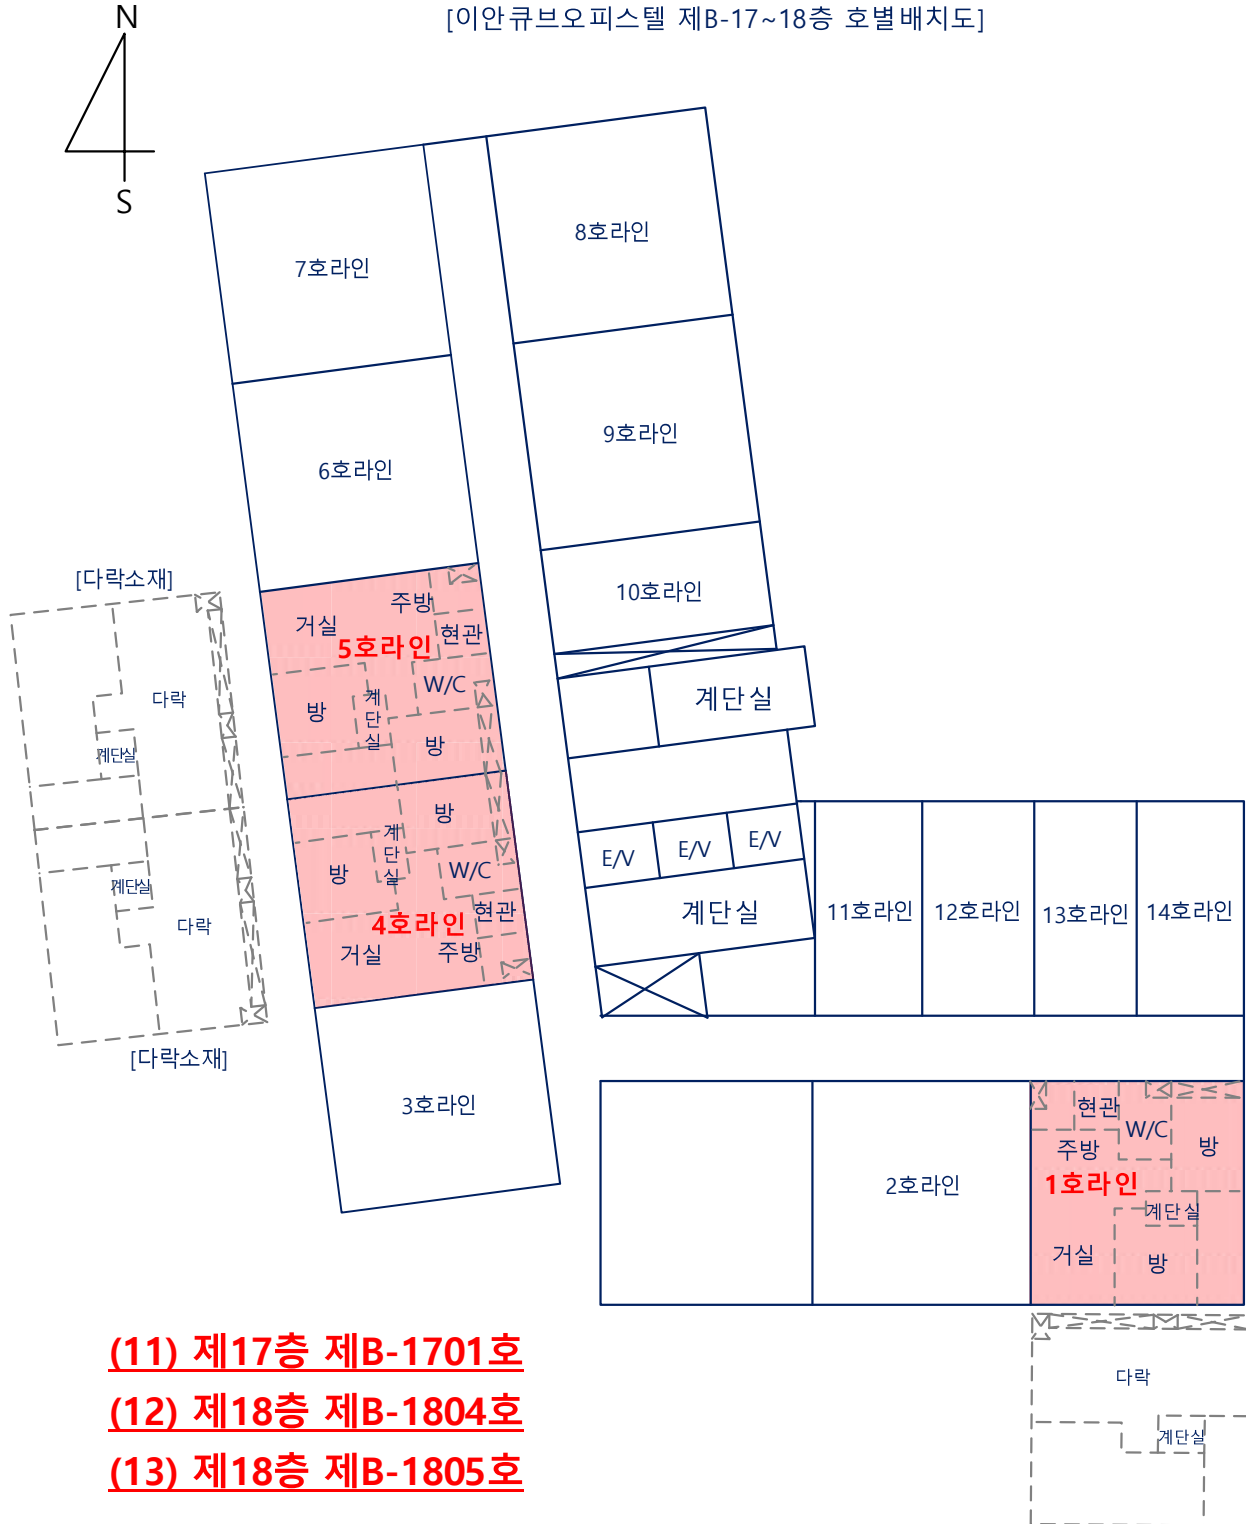 [이안큐브오피스텔 제B-17~18층 호별배치도]
N
S
8호라인
7호라인
9호라인
6호라인
[다락소재]
10호라인
주방
거실
현관
5호라인
W/C
다락
방
계단실
계단실
방
계단실
방
계단실
E/V
E/V
E/V
방
W/C
계단실
계단실
11호라인
12호라인
13호라인
14호라인
현관
4호라인
다락
거실
주방
[다락소재]
3호라인
현관
W/C
주방
방
2호라인
1호라인
계단실
거실
방
(11) 제17층 제B-1701호
다락
(12) 제18층 제B-1804호
계단실
(13) 제18층 제B-1805호